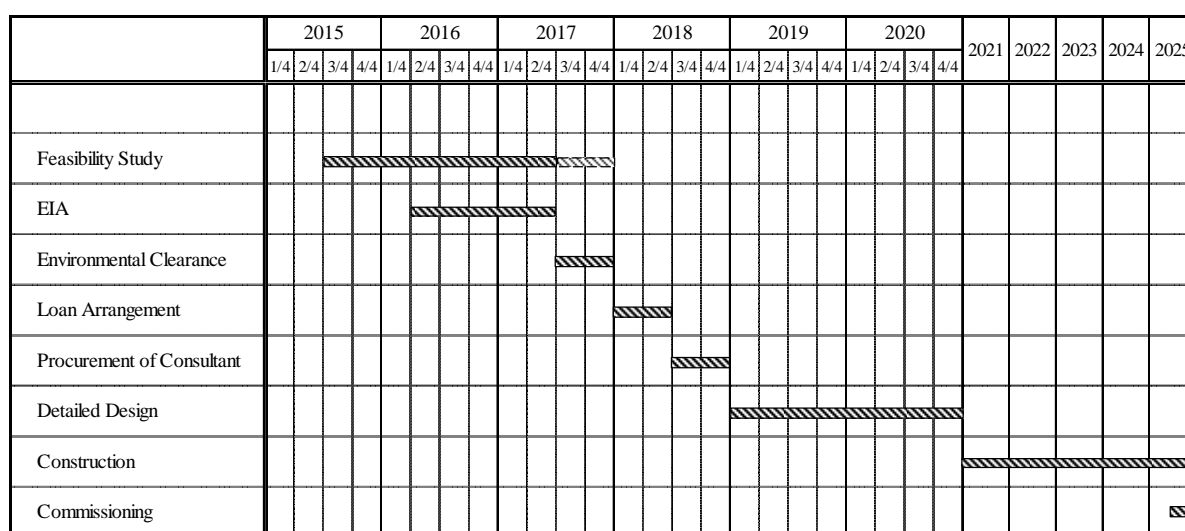 2015 2016 2017 2018 2019 2020 2021 2022 2023 2024 2025
1/4 2/4 3/4 4/4 1/4 2/4 3/4 4/4 1/4 2/4 3/4 4/4 1/4 2/4 3/4 4/4 1/4 2/4 3/4 4/4 1/4 2/4 3/4 4/4
Feasibility Study
EIA
Environmental Clearance
Loan Arrangement
Procurement of Consultant
Detailed Design
Construction
Commissioning